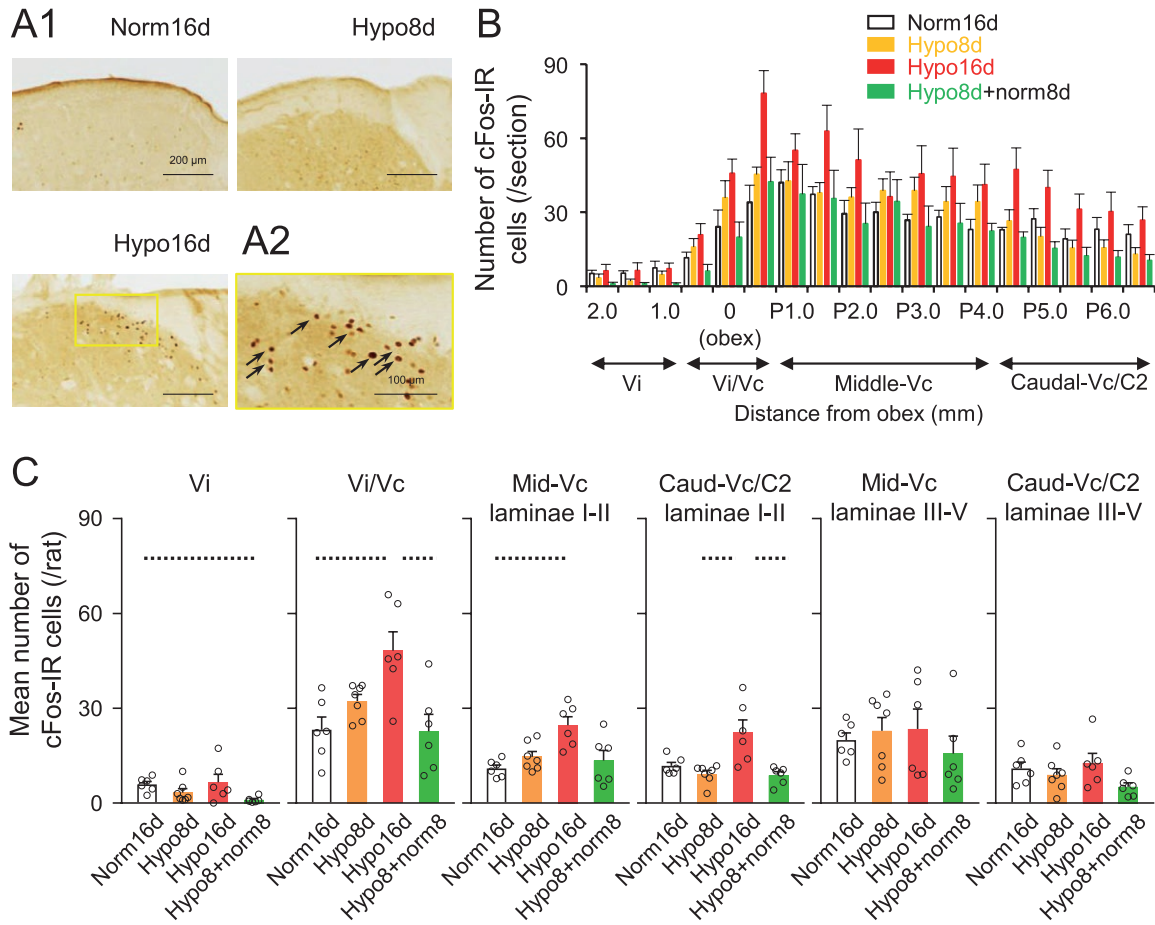 A1
Norm16d
Hypo8d
200 µm
Hypo16d
A2
100 µm
B
Norm16d
Hypo8d
Hypo16d
Hypo8d+norm8d
Number of cFos-IR
cells (/section)
90
60
30
0
2.0 1.0 0 P1.0 P2.0 P3.0 P4.0 P5.0 P6.0
(obex)
Vi Vi/Vc Middle-Vc Caudal-Vc/C2
Distance from obex (mm)
C
Mean number of
cFos-IR cells (/rat)
90
60
30
0
Vi
Vi/Vc
Mid-Vc
laminae I-II
Caud-Vc/C2
laminae I-II
Mid-Vc
laminae III-V
Caud-Vc/C2
laminae III-V
Norm16d Hypo8d Hypo16d Hypo8+norm8
Norm16d Hypo8d Hypo16d Hypo8+norm8
Norm16d Hypo8d Hypo16d Hypo8+norm8
Norm16d Hypo8d Hypo16d Hypo8+norm8
Norm16d Hypo8d Hypo16d Hypo8+norm8
Norm16d Hypo8d Hypo16d Hypo8+norm8